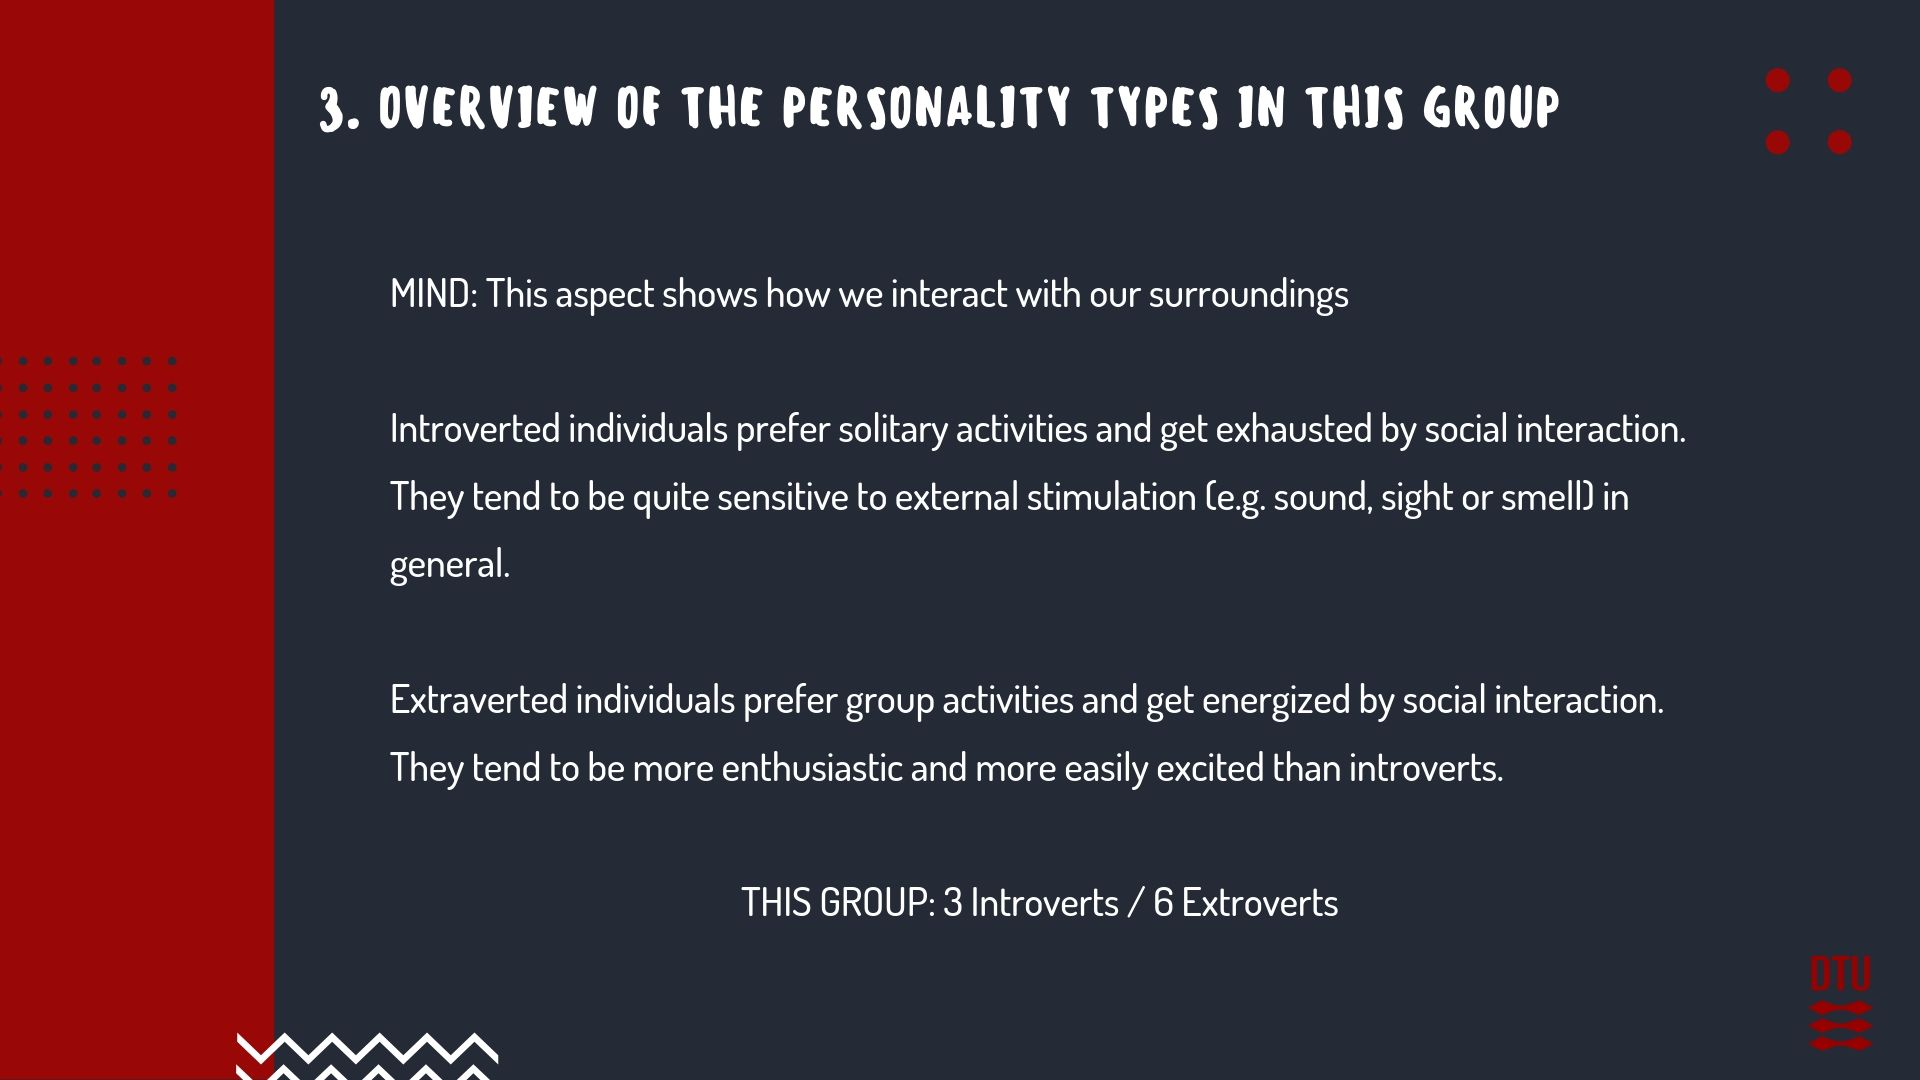 3. OVERVIEW OF THE PERSONALITY TYPES IN THIS GROUP
MIND: This aspect shows how we interact with our surroundings
Introverted individuals prefer solitary activities and get exhausted by social interaction.
They tend to be quite sensitive to external stimulation (e.g. sound, sight or smell) in
general.
Extraverted individuals prefer group activities and get energized by social interaction.
They tend to be more enthusiastic and more easily excited than introverts.
THIS GROUP: 3 Introverts / 6 Extroverts
DTU